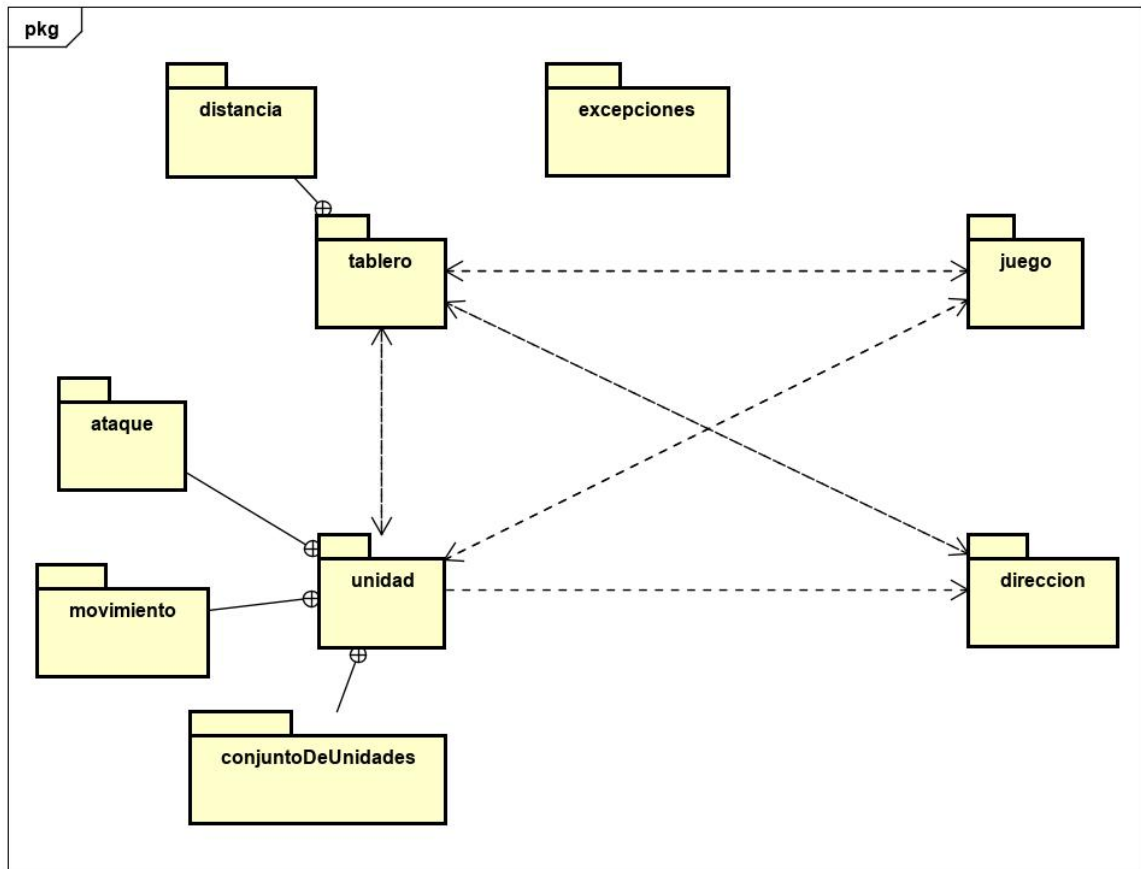 pkg
distancia
excepciones
tablero
juego
ataque
unidad
direccion
movimiento
conjuntoDeUnidades